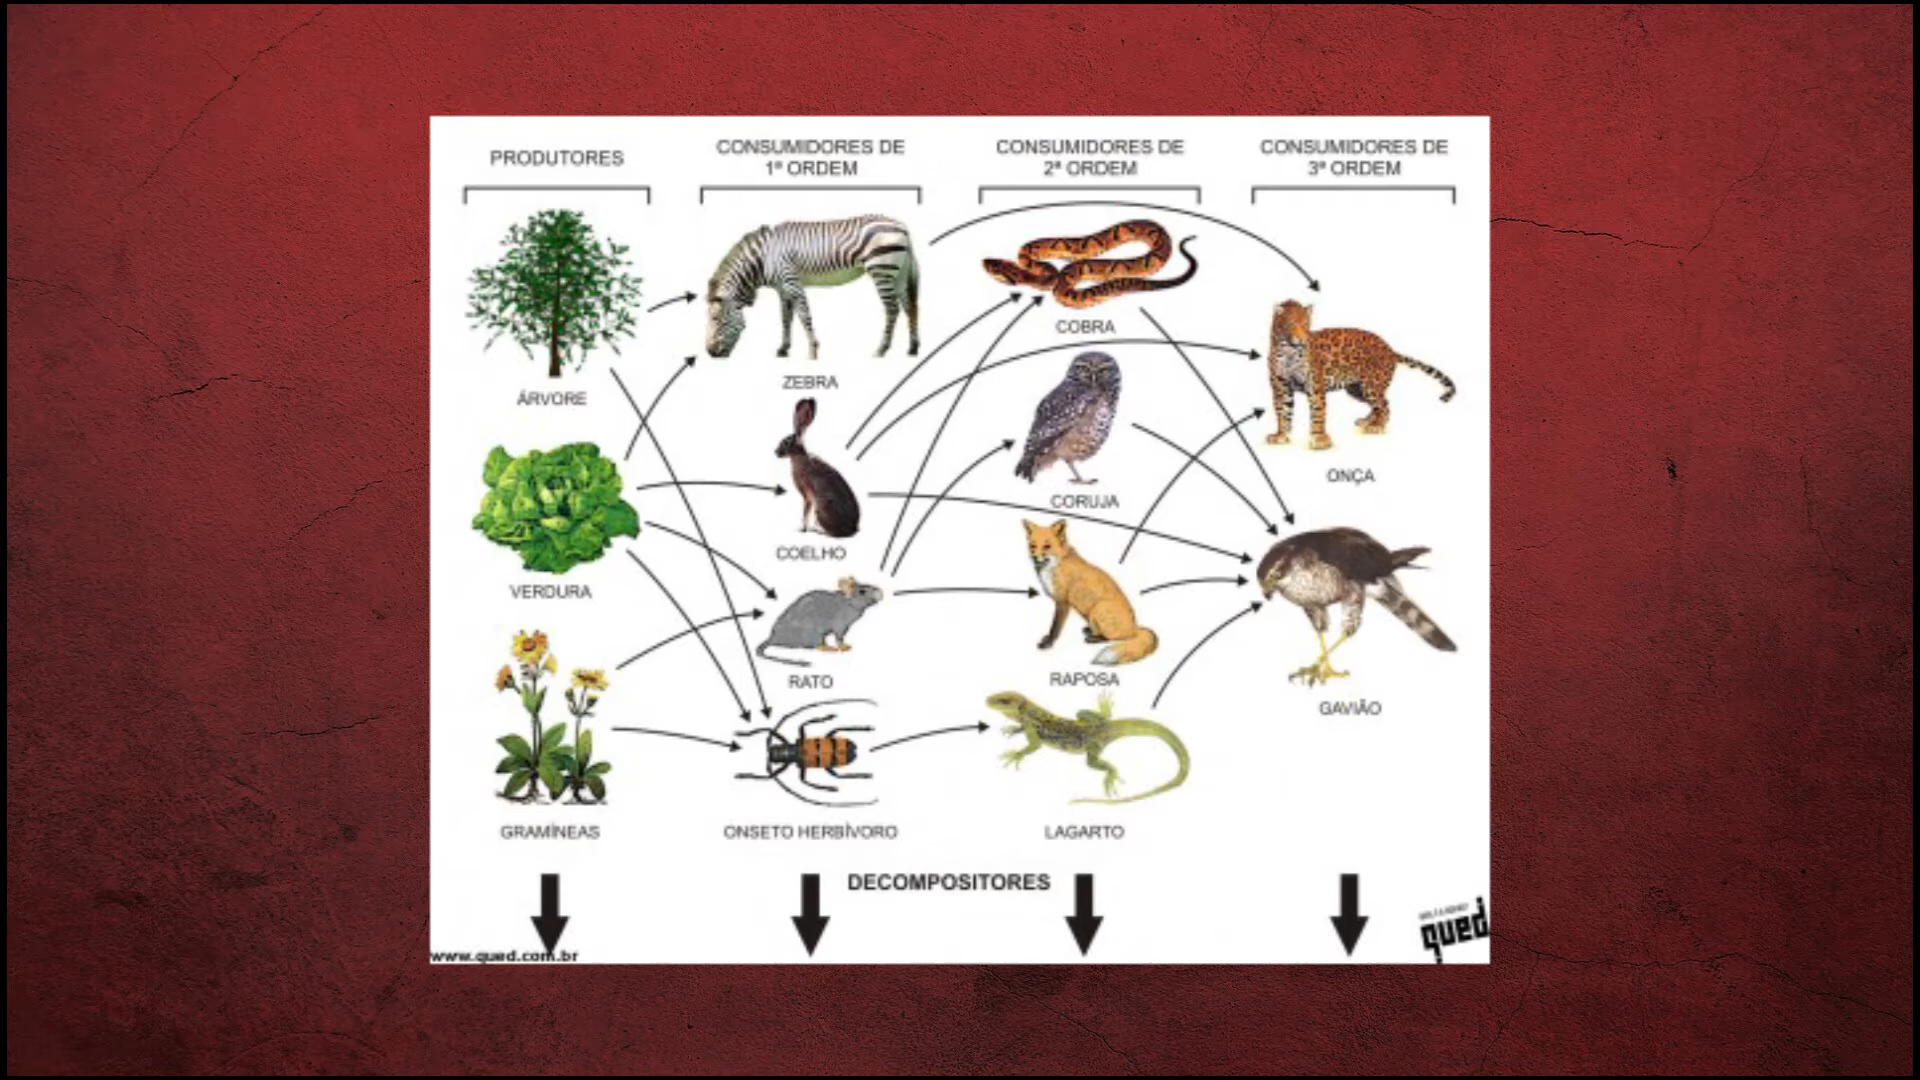 PRODUTORES
CONSUMIDORES DE
1ª ORDEM
CONSUMIDORES DE
2ª ORDEM
CONSUMIDORES DE
3ª ORDEM
ÁRVORE
ZEBRA
COBRA
ONÇA
VERDURA
COELHO
CORUJA
GAVIÃO
RATO
RAPOSA
GRAMÍNEAS
ONSETO HERBÍVORO
LAGARTO
DECOMPOSITORES
www.qued.com.br
qued